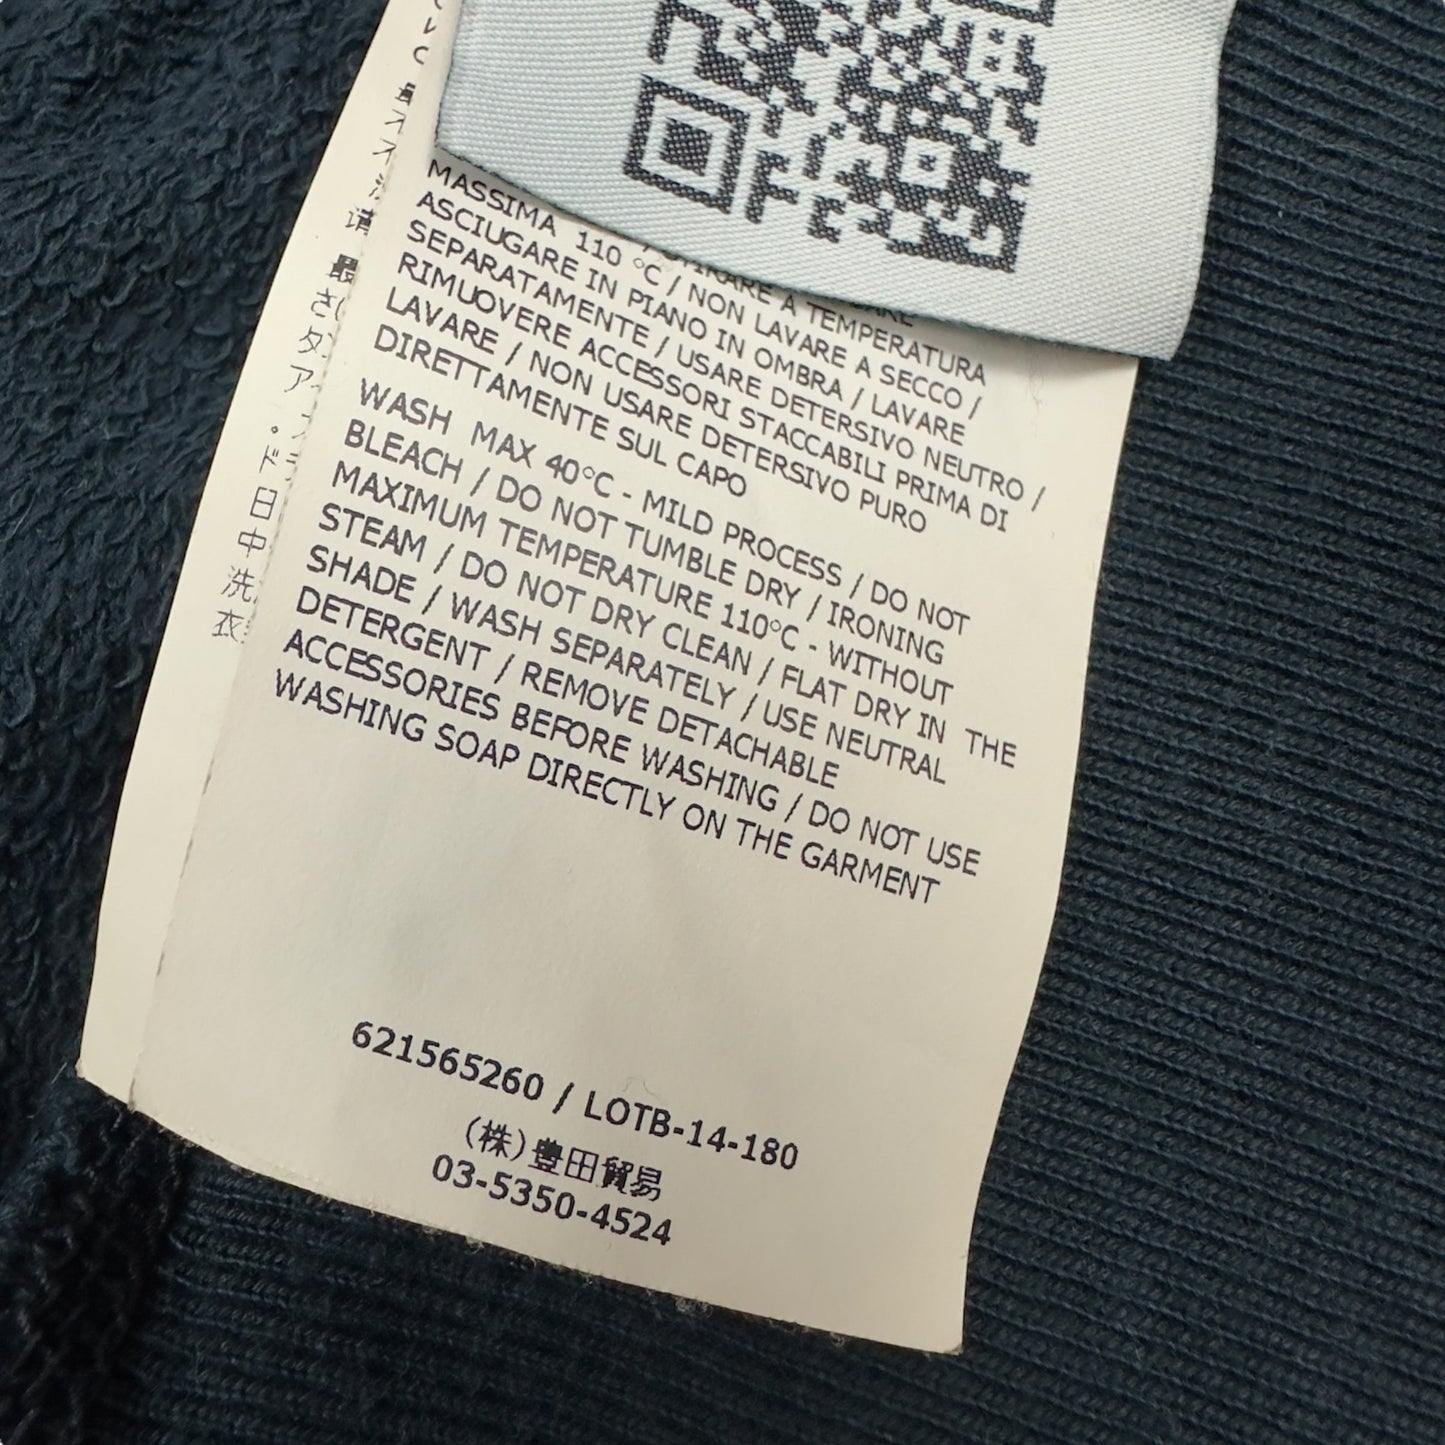 MASSIMA 110 °C / STIRARE A TEMPERATURA
ASCIUGARE IN PIANO IN OMBRA / LAVARE
/ NON LAVARE A SECCO /
SEPARATAMENTE / USARE DETERSIVO NEUTRO /
RIMUOVERE ACCESSORI STACCABILI PRIMA DI
LAVARE / NON USARE DETERSIVO PURO
DIRETTAMENTE SUL CAPO
WASH MAX 40°C - MILD PROCESS / DO NOT
BLEACH / DO NOT TUMBLE DRY / IRONING
MAXIMUM TEMPERATURE 110°C - WITHOUT
STEAM / DO NOT DRY CLEAN / FLAT DRY IN THE
SHADE / WASH SEPARATELY / USE NEUTRAL
DETERGENT / REMOVE DETACHABLE
ACCESSORIES BEFORE WASHING / DO NOT USE
WASHING SOAP DIRECTLY ON THE GARMENT
621565260 / LOTB-14-180
(株)豊田貿易
03-5350-4524